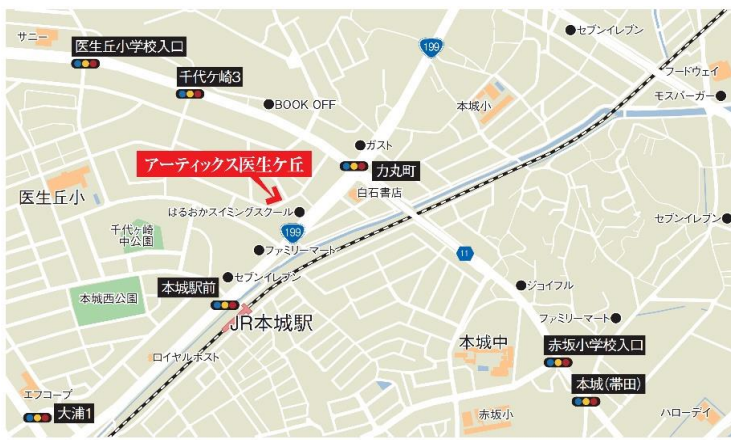 サニー
医生丘小学校入口
千代ケ崎3
BOOK OFF
199
セブンイレブン
フードウェイ
モスバーガー
本城小
ガスト
力丸町
アーティックス医生ケ丘
白石書店
医生丘小
はるおかスイミングスクール
千代ヶ崎
中公園
199
ファミリーマート
セブンイレブン
11
セブンイレブン
本城駅前
本城西公園
JR本城駅
ジョイフル
ファミリーマート
ロイヤルポスト
本城中
赤坂小学校入口
エフコープ
大浦1
本城(帯田)
赤坂小
ハローデイ